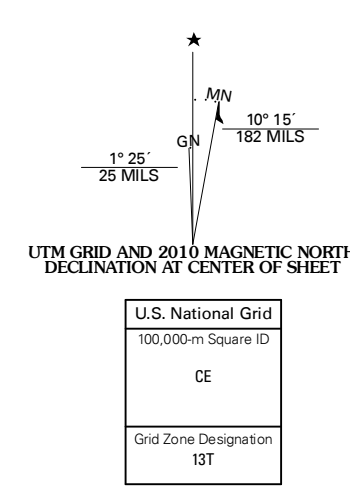 ★
MN
10° 15´
182 MILS
GN
1° 25´
25 MILS
UTM GRID AND 2010 MAGNETIC NORTH
DECLINATION AT CENTER OF SHEET
U.S. National Grid
100,000-m Square ID
CE
Grid Zone Designation
13T